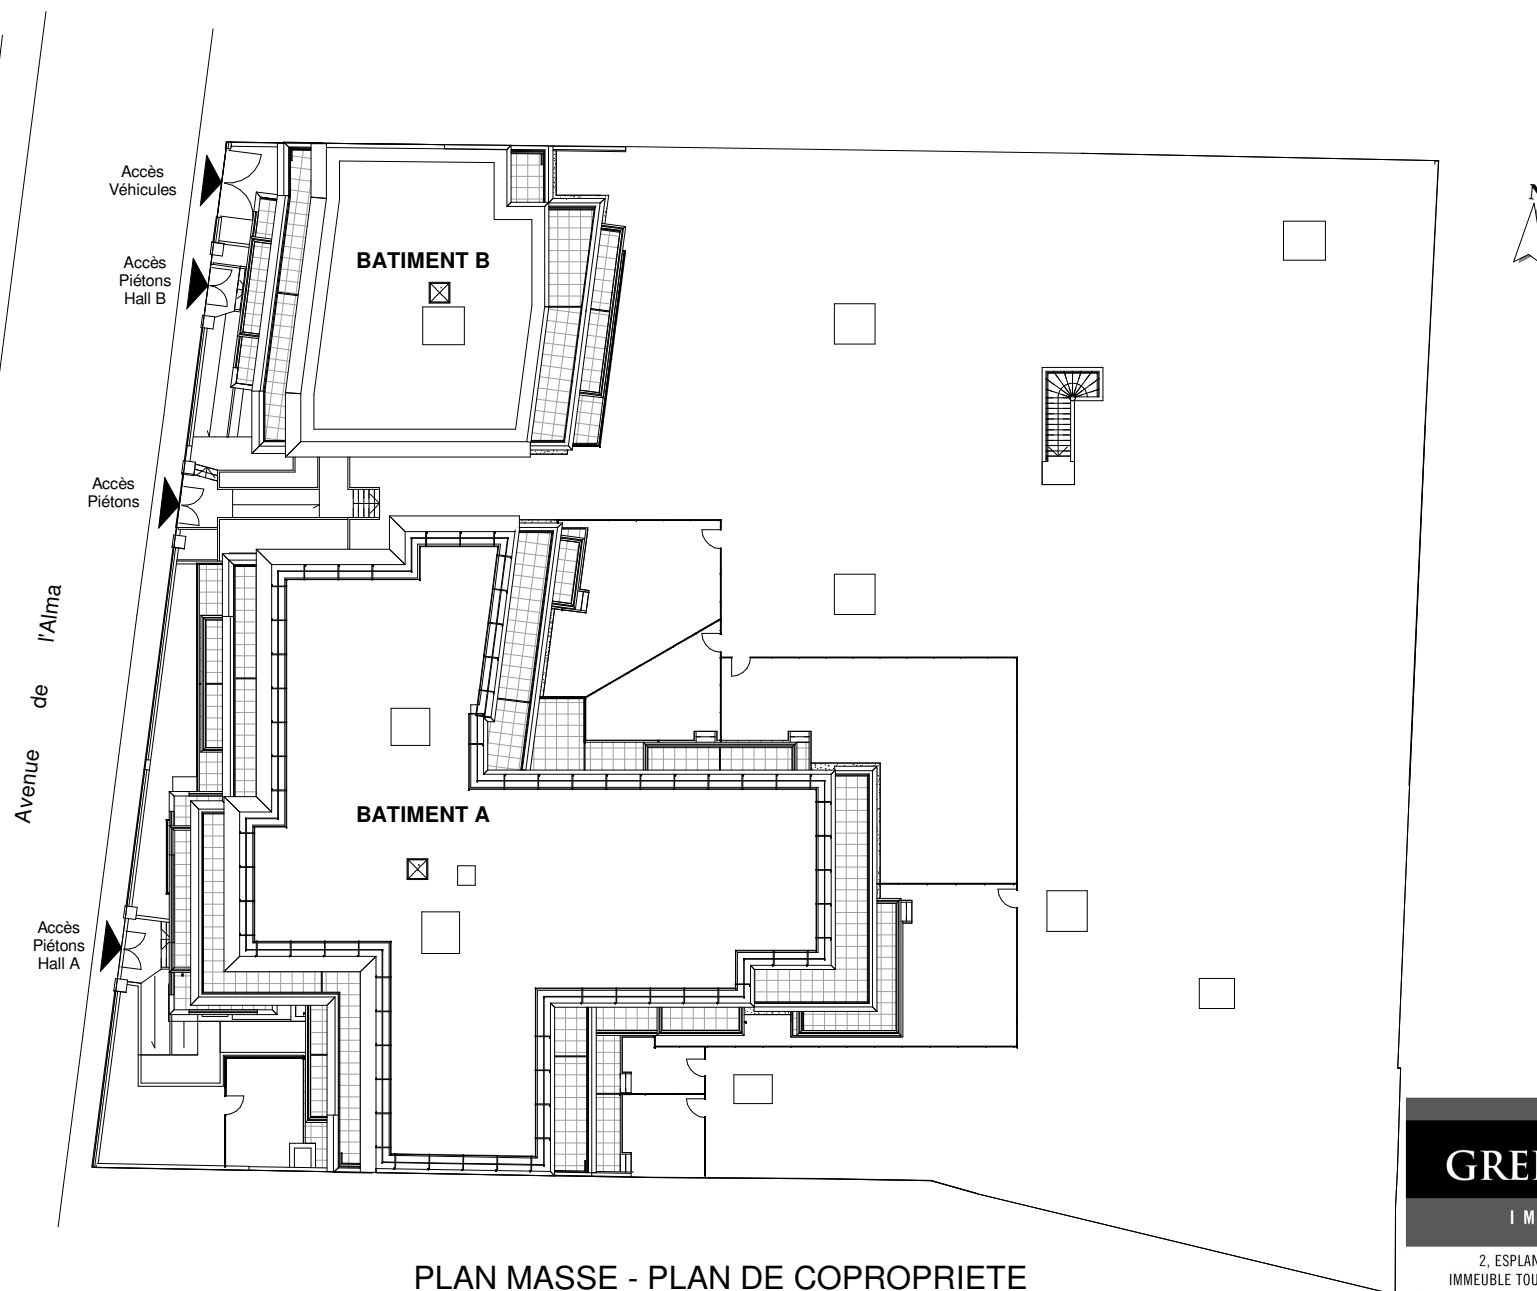 Accès
Véhicules
Accès
Piétons
Hall B
BATIMENT B
Accès
Piétons
Avenue de l'Alma
BATIMENT A
Accès
Piétons
Hall A
PLAN MASSE - PLAN DE COPROPRIETE
N
2, ESPLAN
IMMEUBLE TOU
I M